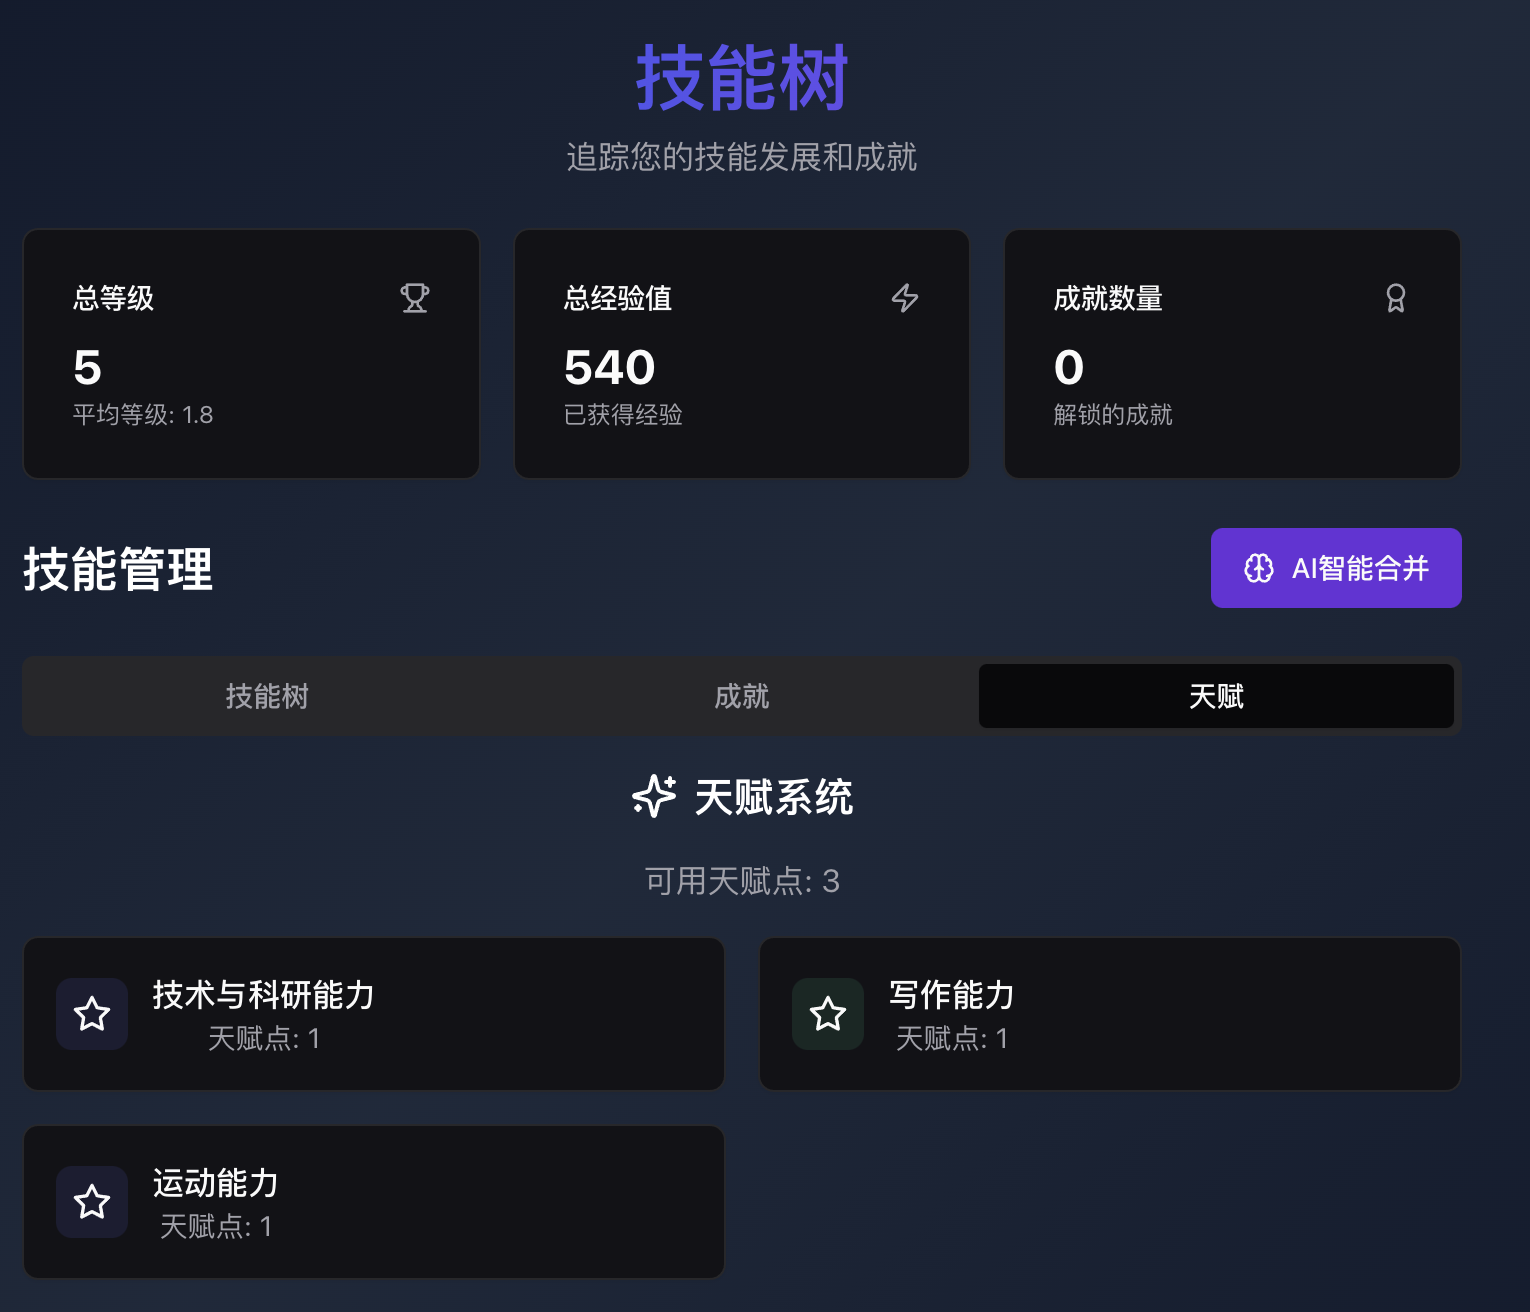 技能树
追踪您的技能发展和成就
总等级
5
平均等级: 1.8
总经验值
540
已获得经验
成就数量
0
解锁的成就
技能管理
AI智能合并
技能树
成就
天赋
天赋系统
可用天赋点: 3
技术与科研能力
天赋点: 1
写作能力
天赋点: 1
运动能力
天赋点: 1